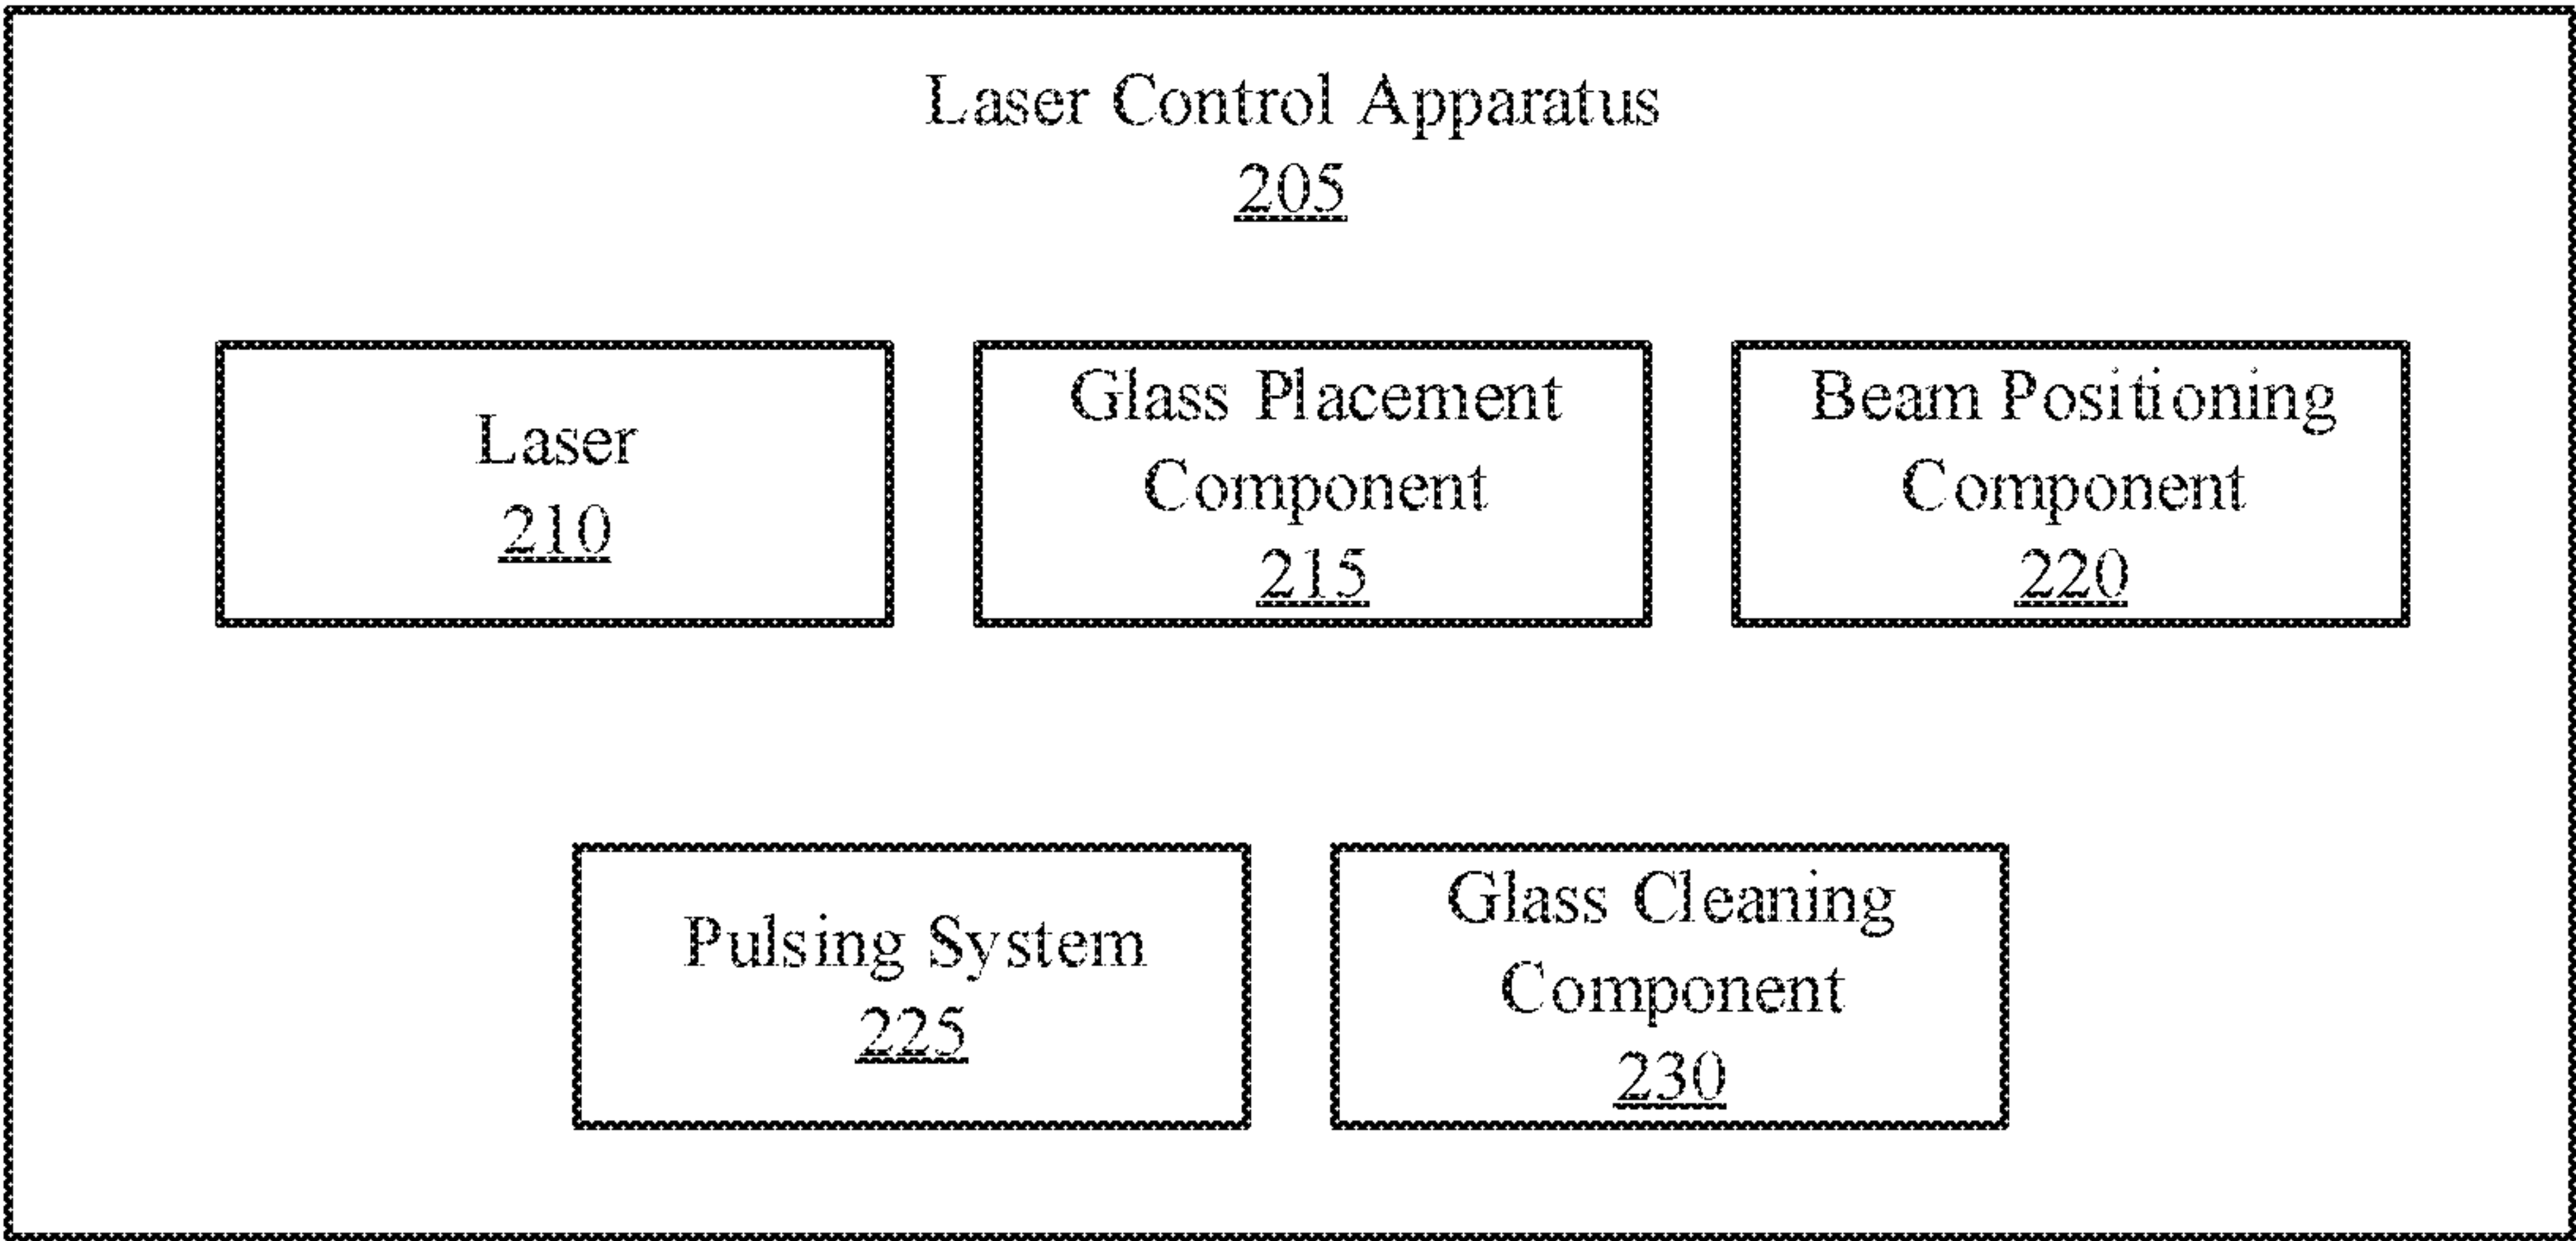 Laser Control Apparatus
205
Laser
210
Glass Placement
Component
215
Beam Positioning
Component
220
Pulsing System
225
Glass Cleaning
Component
230